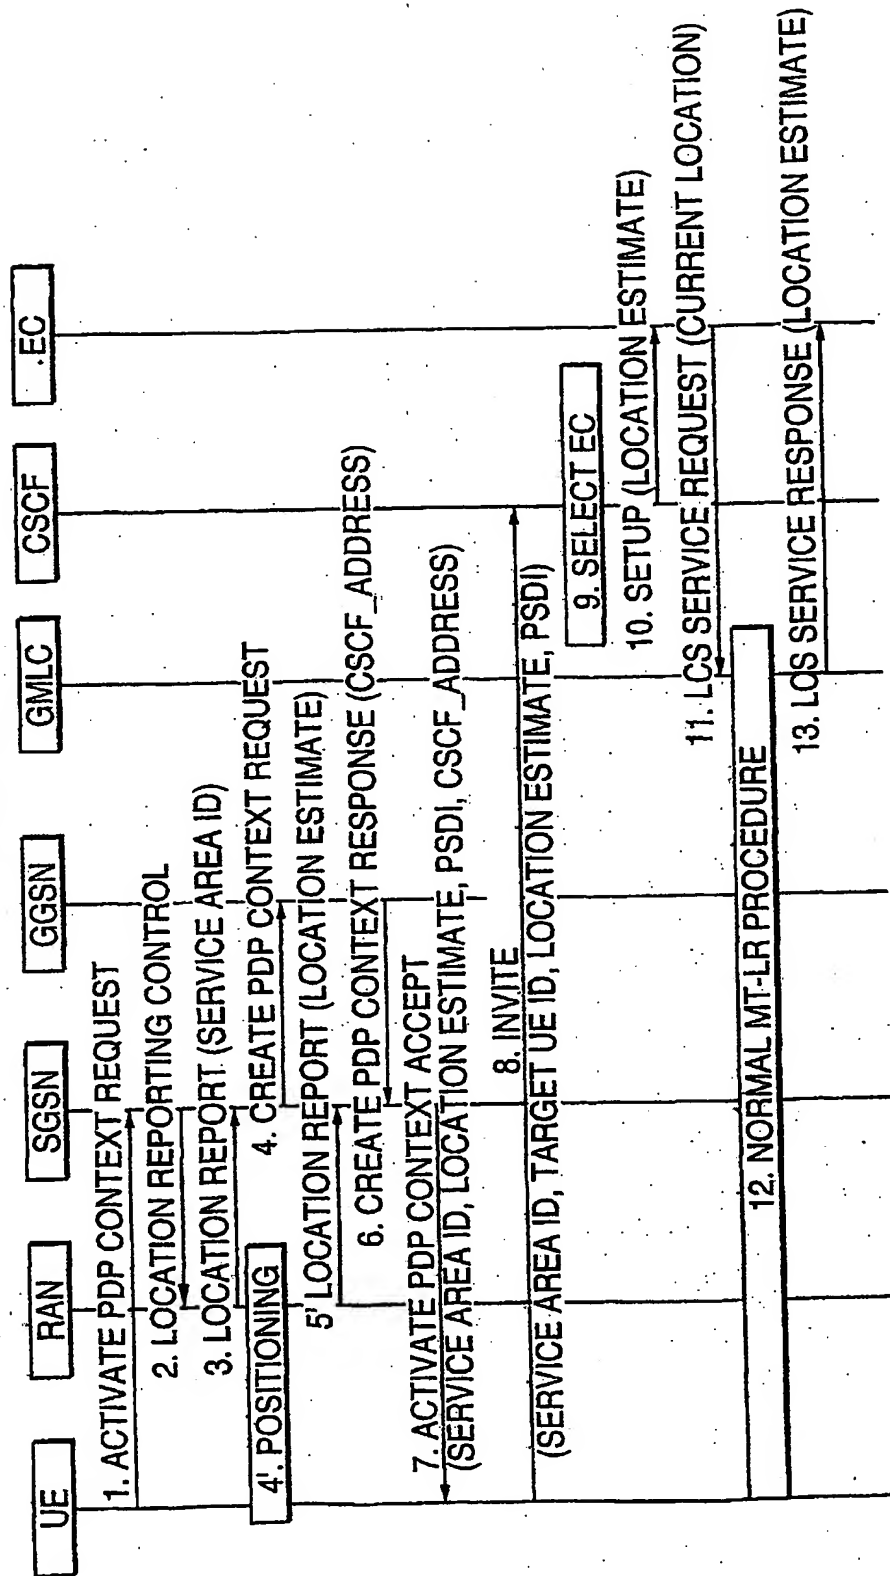 UE
RAN
SGSN
GGSN
GMLC
CSCF
EC
1. ACTIVATE PDP CONTEXT REQUEST
2. LOCATION REPORTING CONTROL
3. LOCATION REPORT (SERVICE AREA ID)
4'. POSITIONING
4. CREATE PDP CONTEXT REQUEST
5' LOCATION REPORT (LOCATION ESTIMATE)
6. CREATE PDP CONTEXT RESPONSE (CSCF_ADDRESS)
7. ACTIVATE PDP CONTEXT ACCEPT
(SERVICE AREA ID, LOCATION ESTIMATE, PSDI, CSCF_ADDRESS)
8. INVITE
(SERVICE AREA ID, TARGET UE ID, LOCATION ESTIMATE, PSDI)
9. SELECT EC
10. SETUP (LOCATION ESTIMATE)
11. LCS SERVICE REQUEST (CURRENT LOCATION)
12. NORMAL MT-LR PROCEDURE
13. LOS SERVICE RESPONSE (LOCATION ESTIMATE)